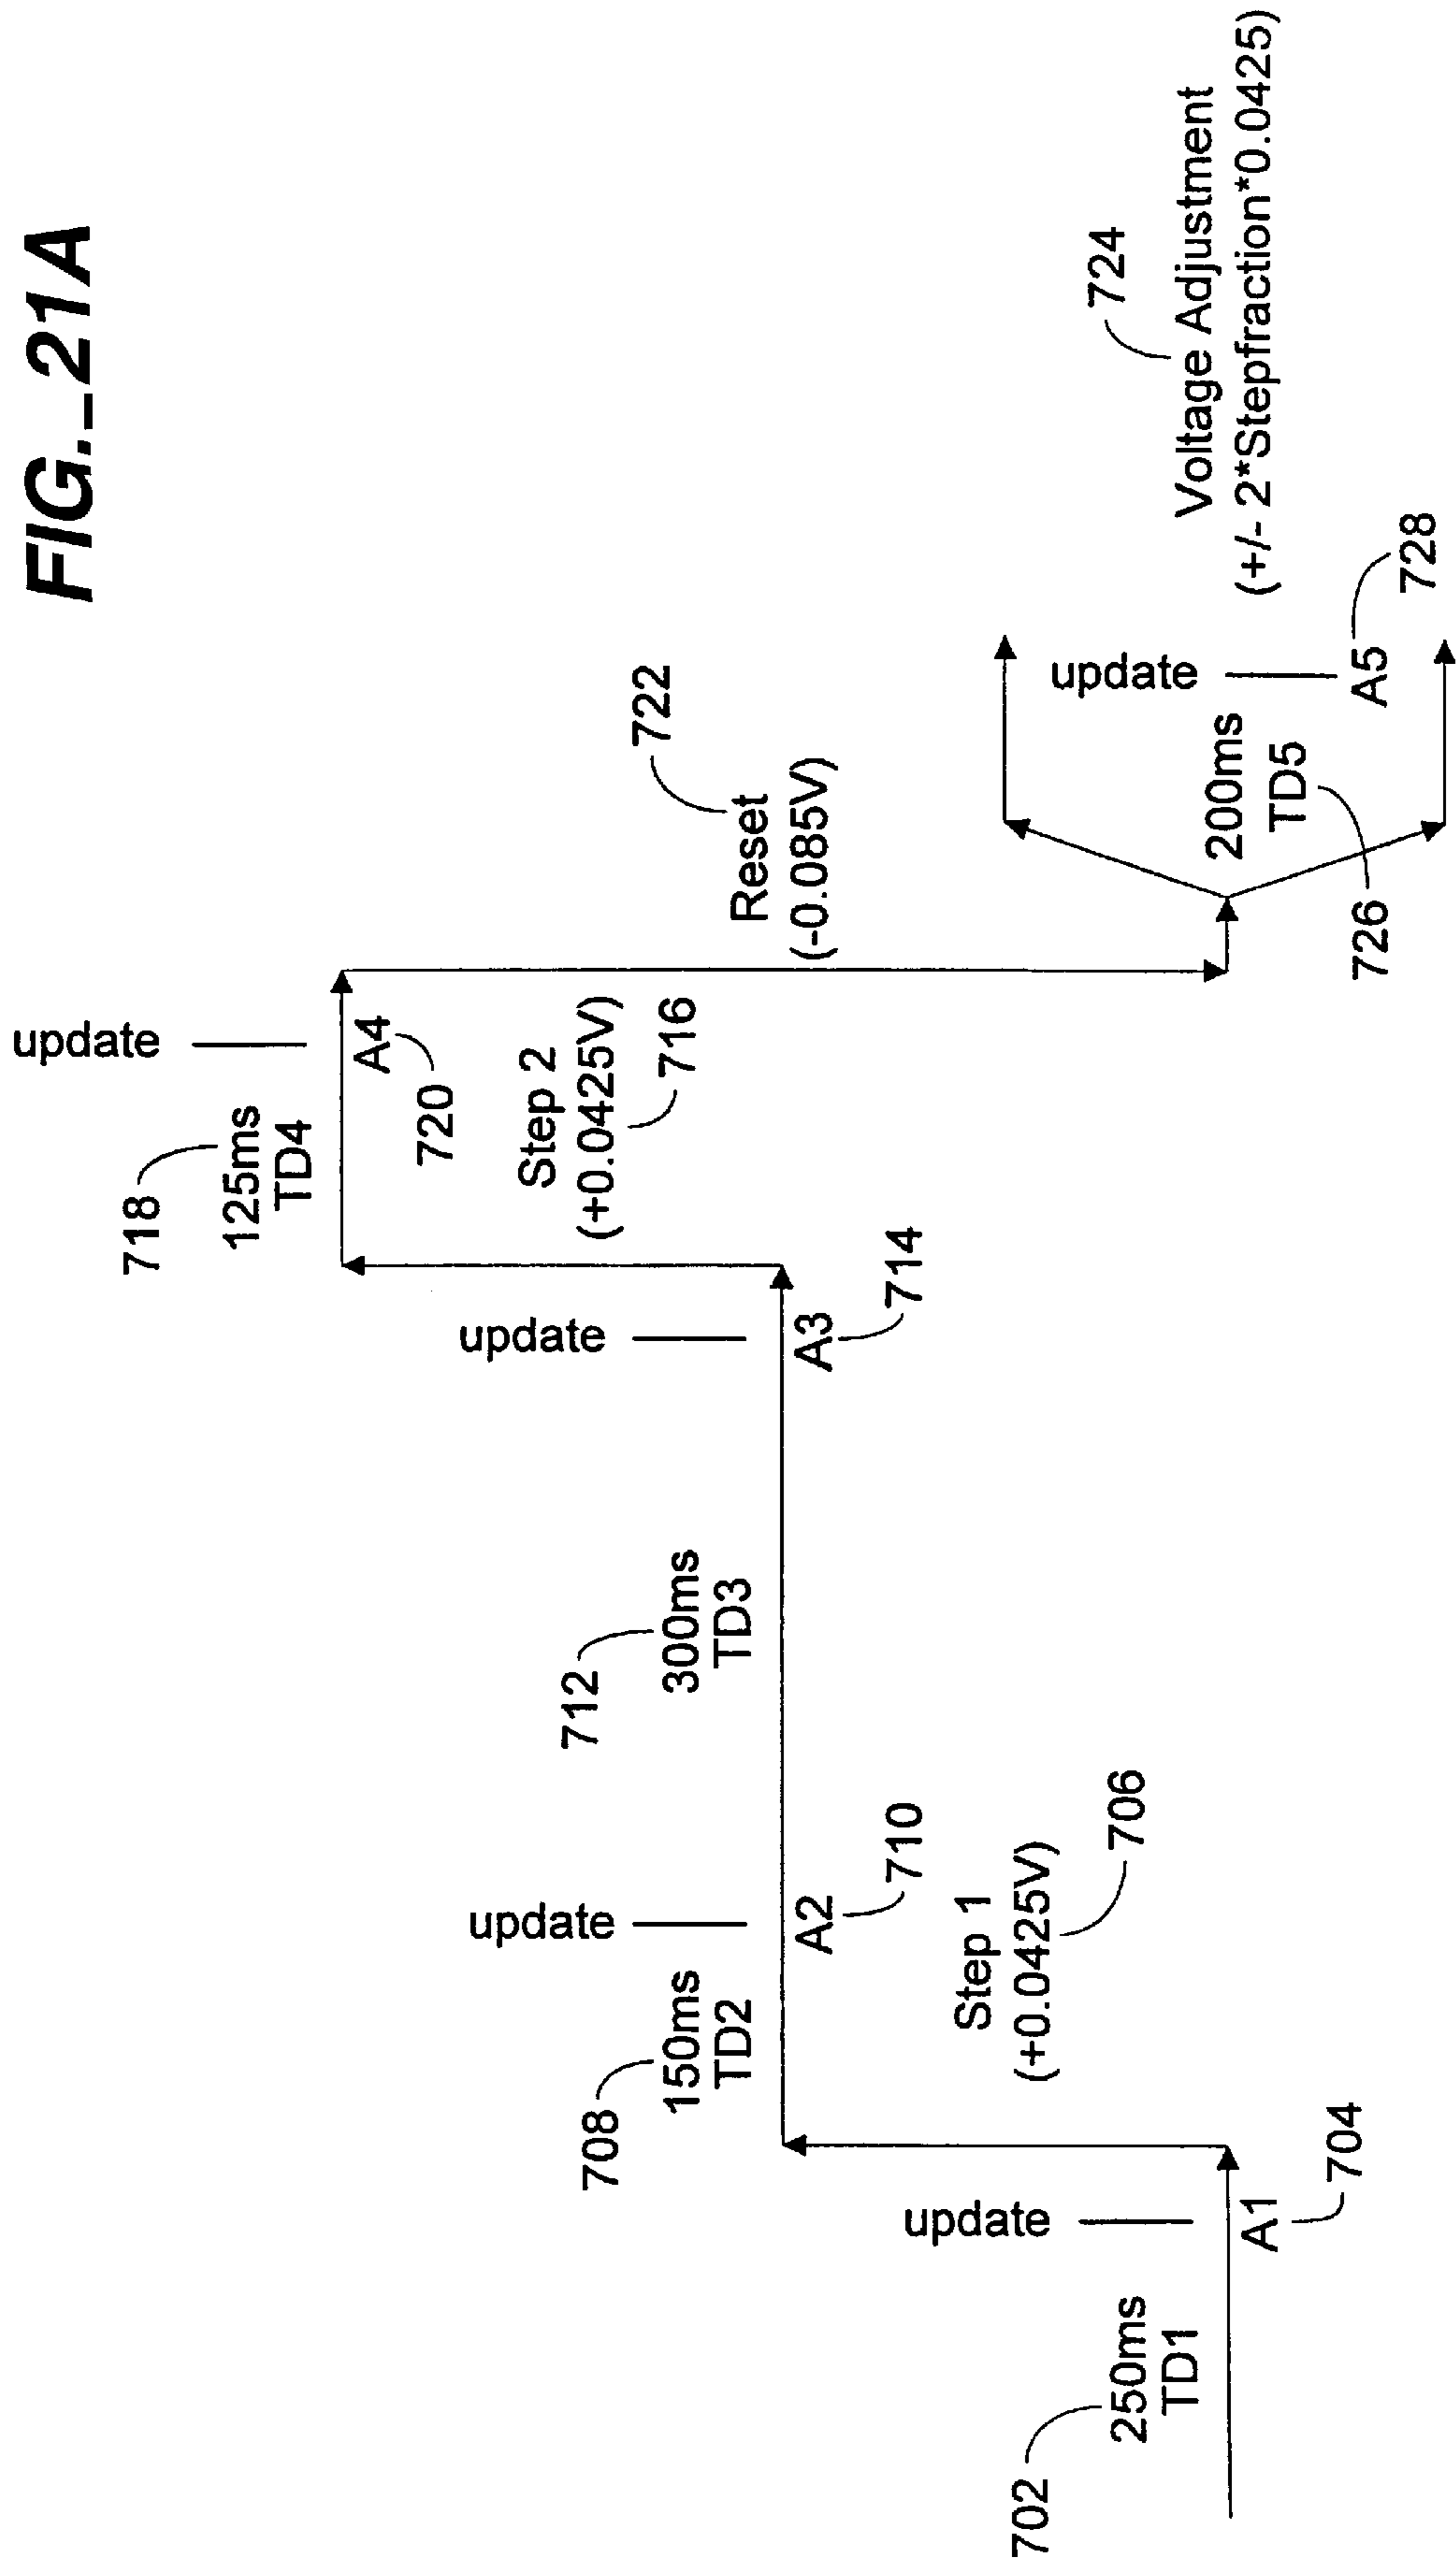 FIG._21A
702
250ms
TD1
update
A1
704
Step 1
(+0.0425V)
706
708
150ms
TD2
update
A2
710
712
300ms
TD3
update
A3
714
Step 2
(+0.0425V)
716
718
125ms
TD4
update
A4
720
Reset
(-0.085V)
722
724
Voltage Adjustment
(+/- 2*Stepfraction*0.0425)
200ms
TD5
726
update
A5
728